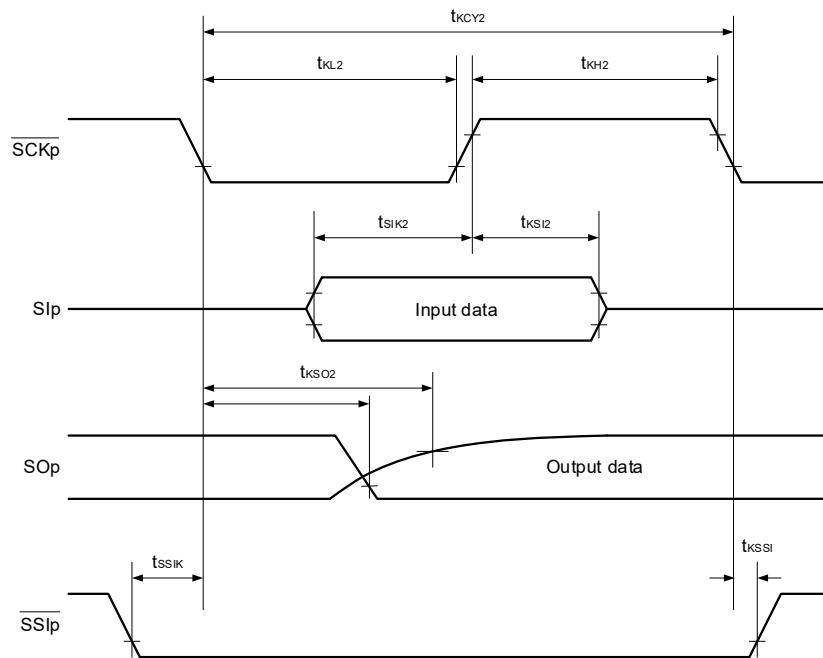 tKCY2
tKL2
tKH2
SCKp
tSIK2
tKSI2
SIp
Input data
tKSO2
SOp
Output data
tSSIK
tKSSI
SSIp